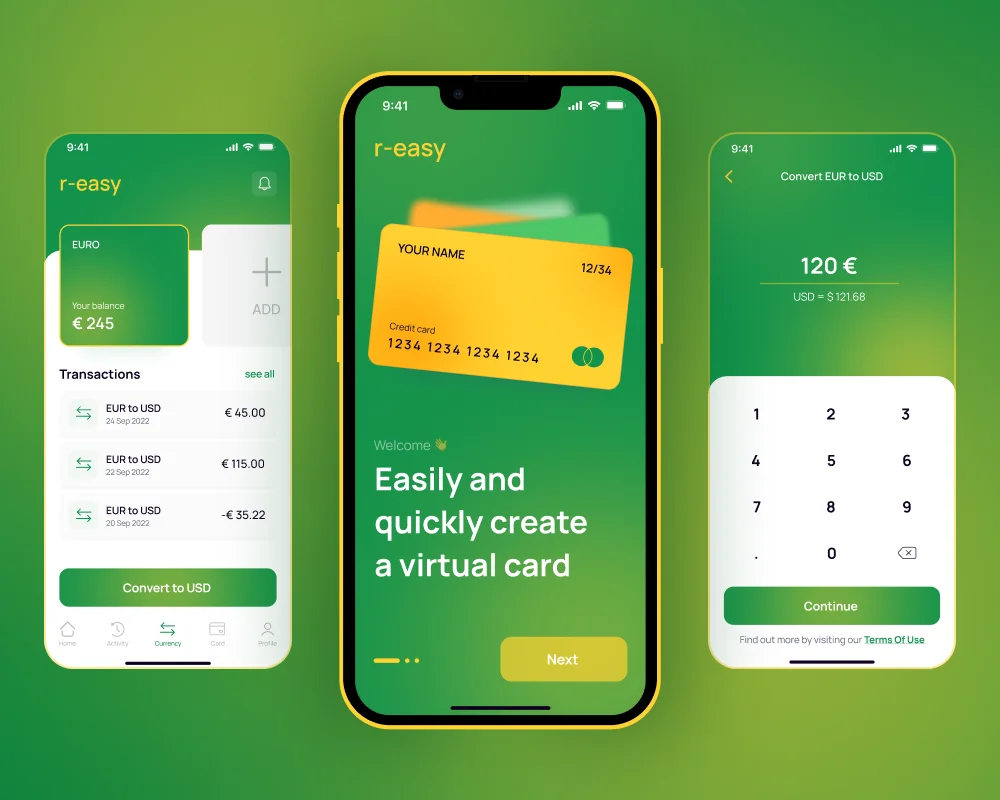 9:41
r-easy
EURO
Your balance
€ 245
ADD
Transactions
see all
EUR to USD
24 Sep 2022
€ 45.00
EUR to USD
22 Sep 2022
€ 115.00
EUR to USD
20 Sep 2022
-€ 35.22
Convert to USD
Home
Activity
Currency
Card
Profile
9:41
r-easy
YOUR NAME
12/34
Credit card
1234 1234 1234 1234
Welcome 👋
Easily and
quickly create
a virtual card
Next
9:41
Convert EUR to USD
120 €
USD = $ 121.68
1 2 3
4 5 6
7 8 9
. 0
Continue
Find out more by visiting our Terms Of Use